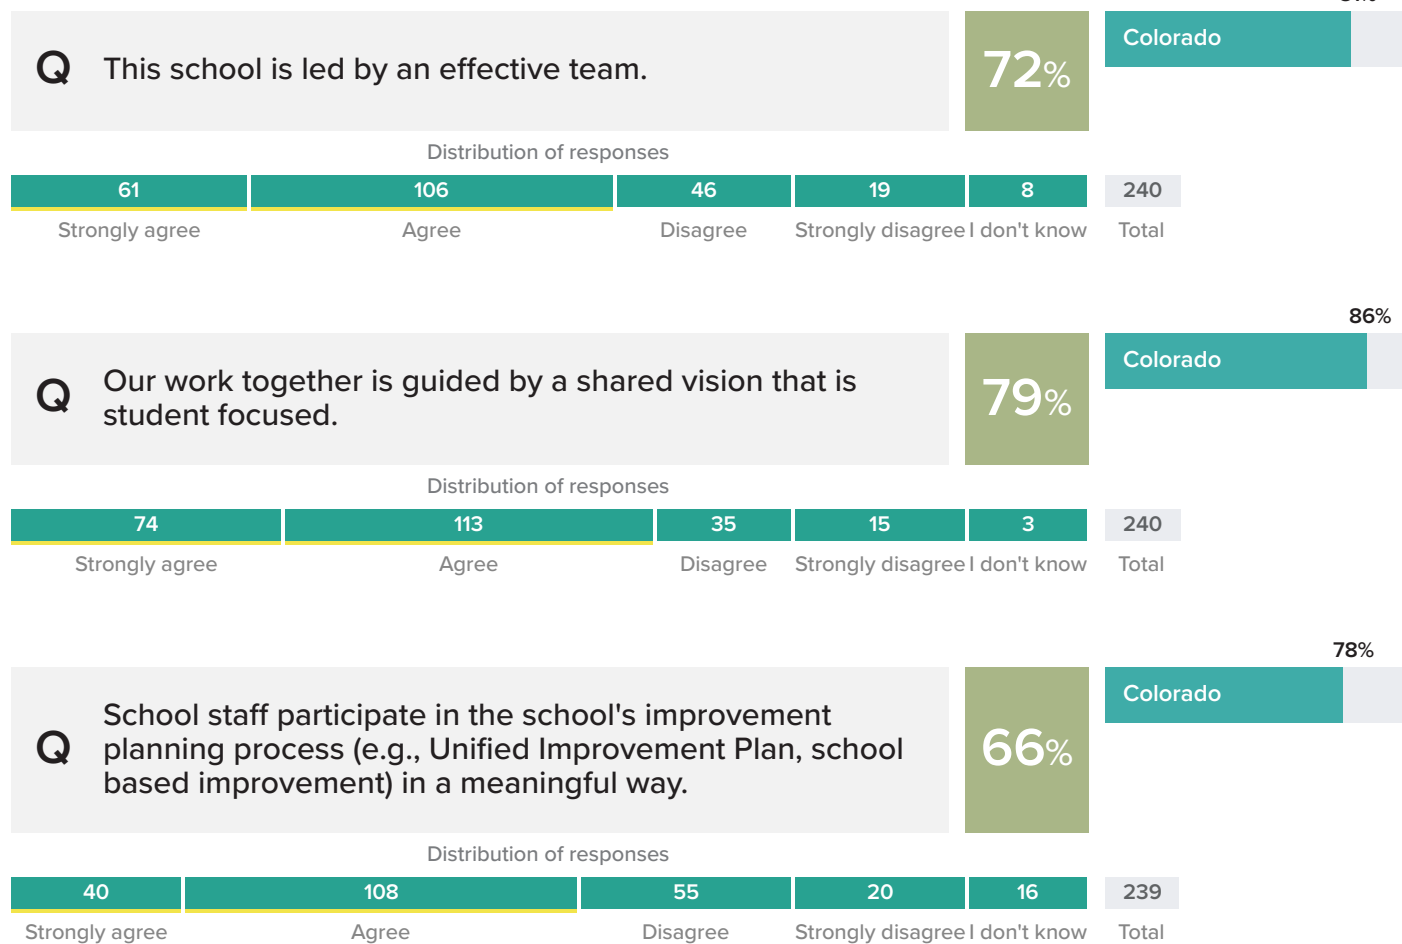 Q This school is led by an effective team.
72%
Colorado
Distribution of responses
61 106 46 19 8 240
Strongly agree Agree Disagree Strongly disagree I don't know Total
86%
Q Our work together is guided by a shared vision that is
student focused.
79%
Colorado
Distribution of responses
74 113 35 15 3 240
Strongly agree Agree Disagree Strongly disagree I don't know Total
78%
Q School staff participate in the school's improvement
planning process (e.g., Unified Improvement Plan, school
based improvement) in a meaningful way.
66%
Colorado
Distribution of responses
40 108 55 20 16 239
Strongly agree Agree Disagree Strongly disagree I don't know Total